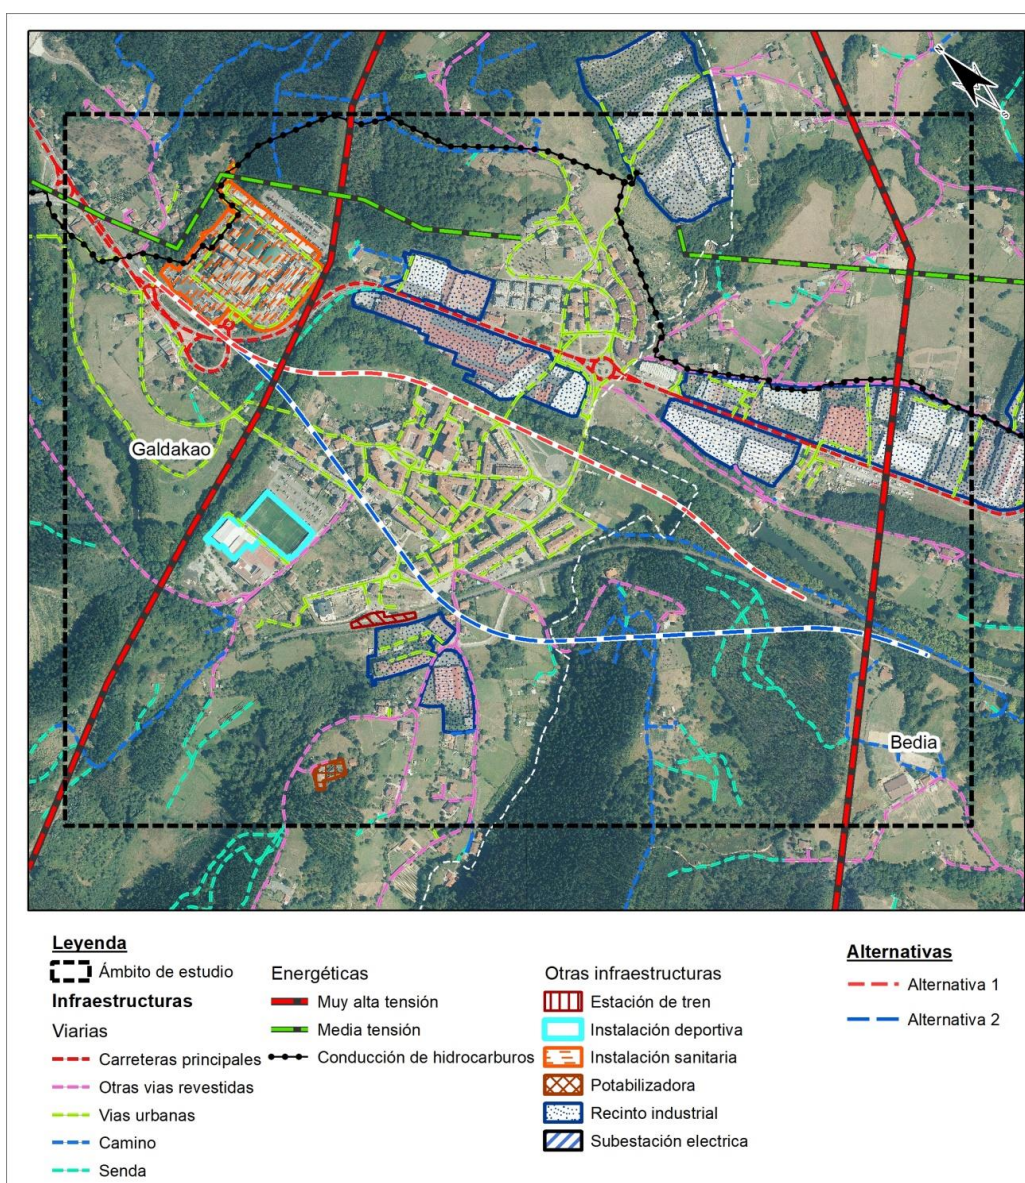 N
S
Galdakao
Bedia
Leyenda
Ámbito de estudio
Infraestructuras
Viarias
Carreteras principales
Otras vias revestidas
Vias urbanas
Camino
Senda
Energéticas
Muy alta tensión
Media tensión
Conducción de hidrocarburos
Otras infraestructuras
Estación de tren
Instalación deportiva
Instalación sanitaria
Potabilizadora
Recinto industrial
Subestación electrica
Alternativas
Alternativa 1
Alternativa 2